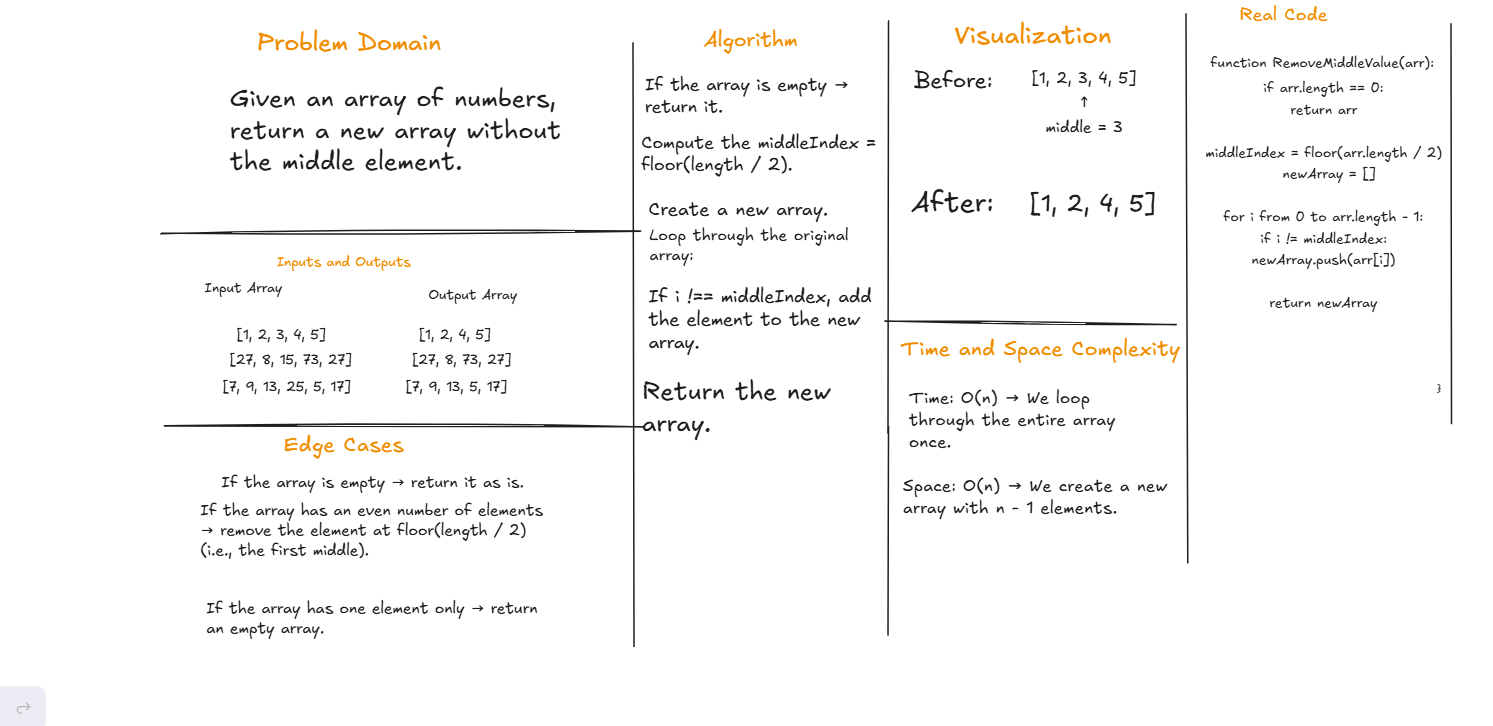 Problem Domain
Given an array of numbers,
return a new array without
the middle element.
Inputs and Outputs
Input Array
Output Array
[1, 2, 3, 4, 5]
[1, 2, 4, 5]
[27, 8, 15, 73, 27]
[27, 8, 73, 27]
[7, 9, 13, 25, 5, 17]
[7, 9, 13, 5, 17]
Edge Cases
If the array is empty → return it as is.
If the array has an even number of elements
→ remove the element at floor(length / 2)
(i.e., the first middle).
If the array has one element only → return
an empty array.
Algorithm
If the array is empty →
return it.
Compute the middleIndex =
floor(length / 2).
Create a new array.
Loop through the original
array:
If i !== middleIndex, add
the element to the new
array.
Return the new
array.
Visualization
Before:
[1, 2, 3, 4, 5]
↑
middle = 3
After:
[1, 2, 4, 5]
Time and Space Complexity
Time: O(n) → We loop
through the entire array
once.
Space: O(n) → We create a new
array with n - 1 elements.
Real Code
function RemoveMiddleValue(arr):
if arr.length == 0:
return arr
middleIndex = floor(arr.length / 2)
newArray = []
for i from 0 to arr.length - 1:
if i != middleIndex:
newArray.push(arr[i])
return newArray
}